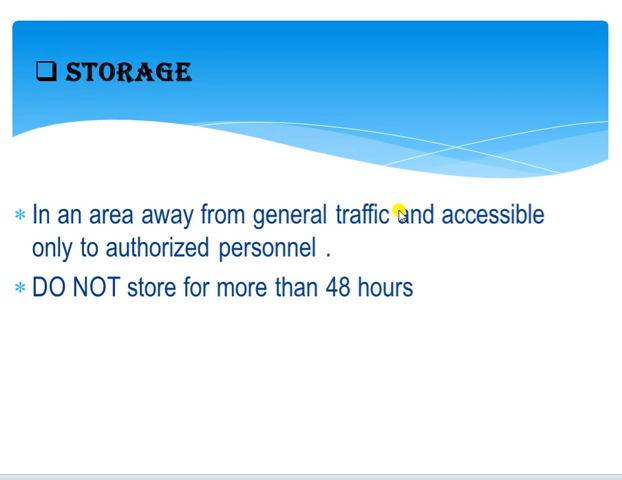 ❑ STORAGE
* In an area away from general traffic and accessible
only to authorized personnel .
* DO NOT store for more than 48 hours